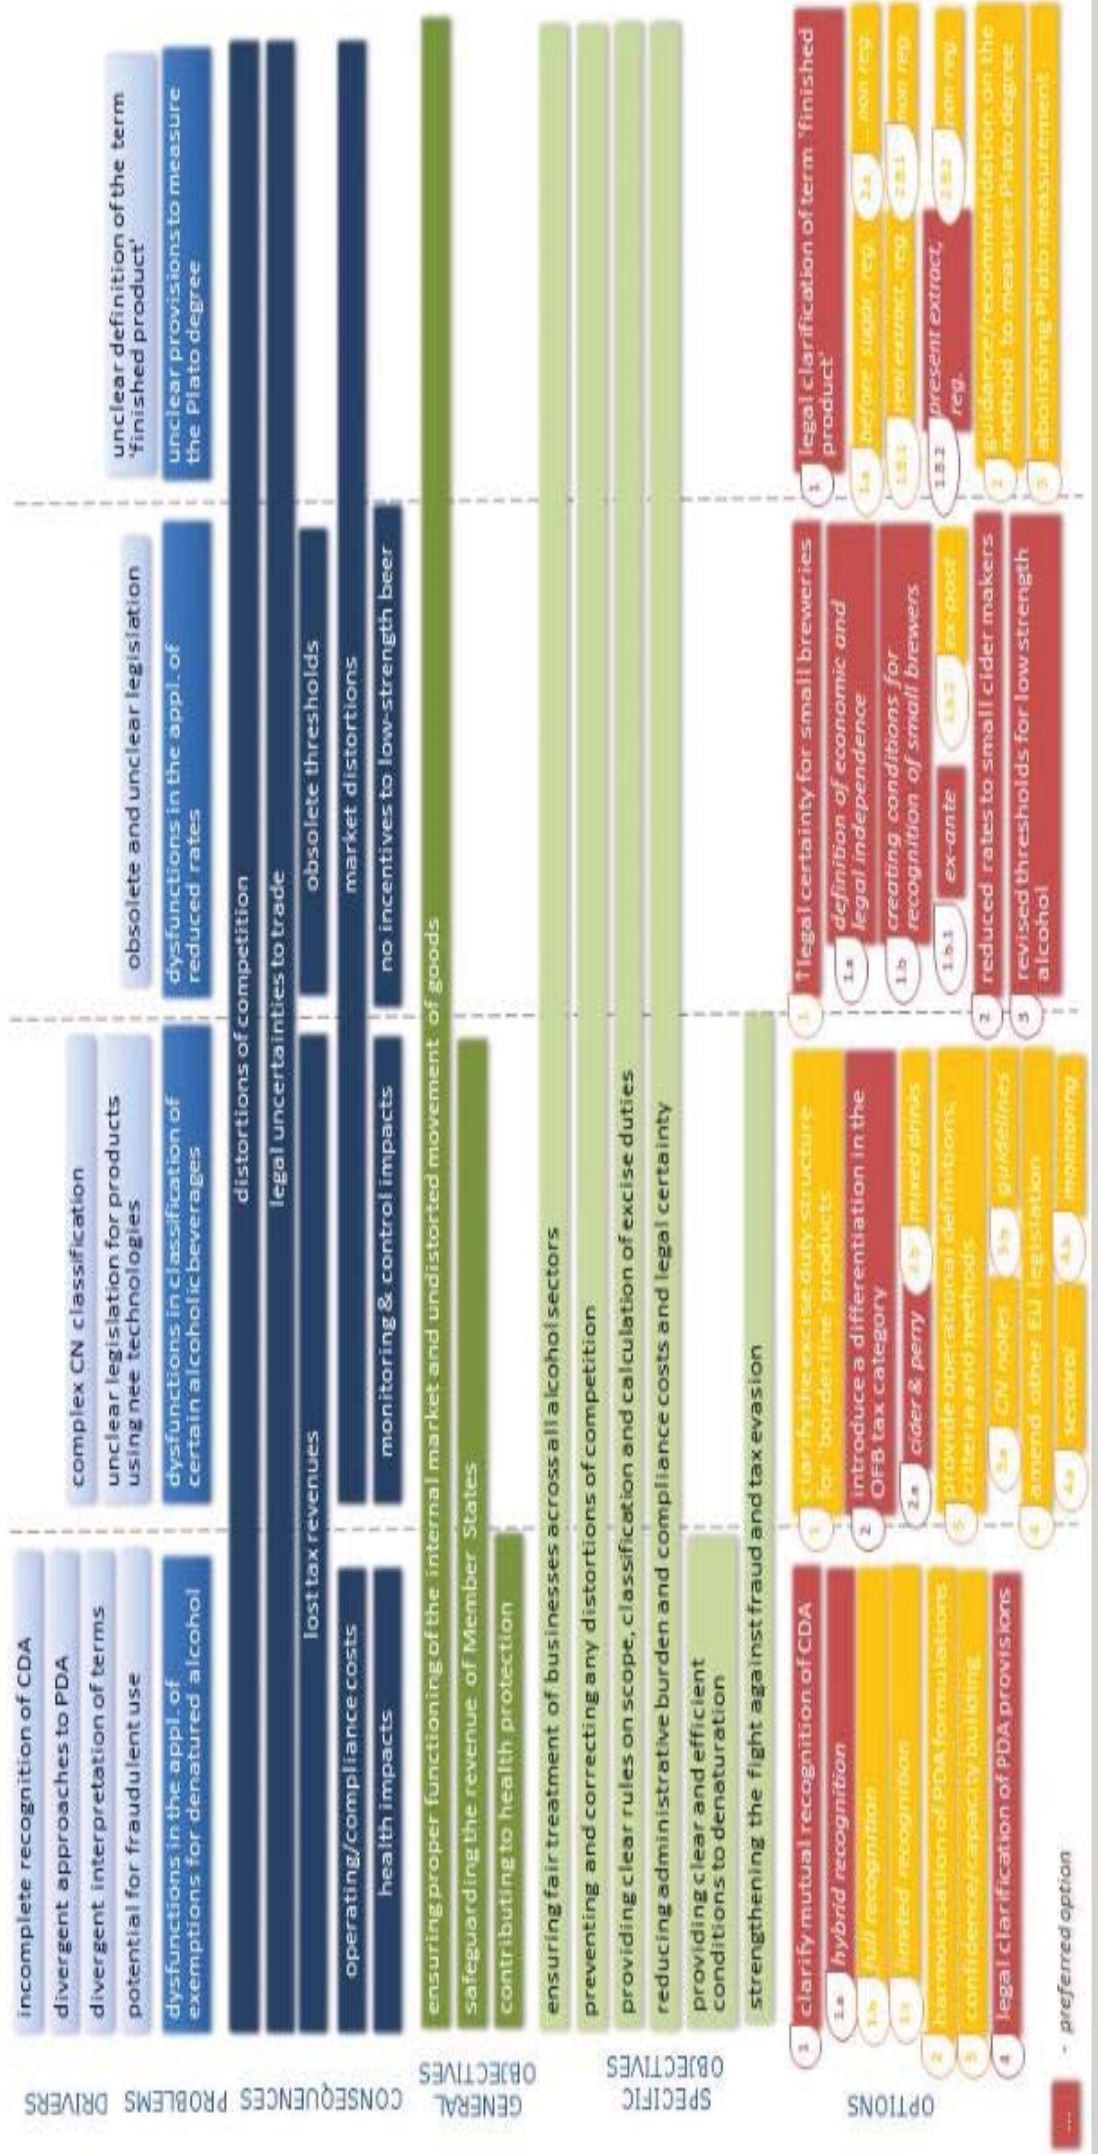 DRIVERS
incomplete recognition of CDA
divergent approaches to PDA
divergent interpretation of terms
potential for fraudulent use
complex CN classification
unclear legislation for products
using nee technologies
obsolete and unclear legislation
unclear definition of the term
'finished product'
PROBLEMS
dysfunctions in the appl. of
exemptions for denatured alcohol
dysfunctions in classification of
certain alcoholic beverages
dysfunctions in the appl. of
reduced rates
unclear provisions to measure
the Plato degree
CONSEQUENCES
distortions of competition
legal uncertainties to trade
lost tax revenues
obsolete thresholds
operating/compliance costs
market distortions
health impacts
monitoring & control impacts
no incentives to low-strength beer
GENERAL
OBJECTIVES
ensuring proper functioning of the internal market and undistorted movement of goods
safeguarding the revenue of Member States
contributing to health protection
SPECIFIC
OBJECTIVES
ensuring fair treatment of businesses across all alcohol sectors
preventing and correcting any distortions of competition
providing clear rules on scope, classification and calculation of excise duties
reducing administrative burden and compliance costs and legal certainty
providing clear and efficient
conditions to denaturation
strengthening the fight against fraud and tax evasion
OPTIONS
1 clarify mutual recognition of CDA
1.a hybrid recognition
1.b full recognition
1.c limited recognition
2 harmonisation of PDA formulations
3 confidence/capacity building
4 legal clarification of PDA provisions
1 clarify the excise duty structure
for 'borderline' products
2 introduce a differentiation in the
OFB tax category
2.a cider & perry 2.b mixed drinks
3 provide operational definitions,
criteria and methods
3.a CN notes 3.b guidelines
4 amend other EU legislation
4.a sectorial 4.b monitoring
1 ↑ legal certainty for small breweries
1.a definition of economic and
legal independence
1.b creating conditions for
recognition of small brewers
1.b.1 ex-ante 1.b.2 ex-post
2 reduced rates to small cider makers
3 revised thresholds for low strength
alcohol
1 legal clarification of term 'finished
product'
1.a before sugar, reg. 2.a ... non reg.
1.B.1 real extract, reg. 2.B.1 non reg.
1.B.2 present extract,
reg. 2.B.2 non reg.
2 guidance/recommendation on the
method to measure Plato degree
3 abolishing Plato measurement
... - preferred option